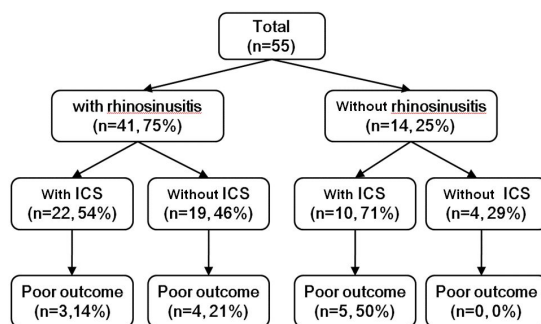 Total
(n=55)
with rhinosinusitis
(n=41, 75%)
Without rhinosinusitis
(n=14, 25%)
With ICS
(n=22, 54%)
Without ICS
(n=19, 46%)
With ICS
(n=10, 71%)
Without ICS
(n=4, 29%)
Poor outcome
(n=3,14%)
Poor outcome
(n=4, 21%)
Poor outcome
(n=5, 50%)
Poor outcome
(n=0, 0%)